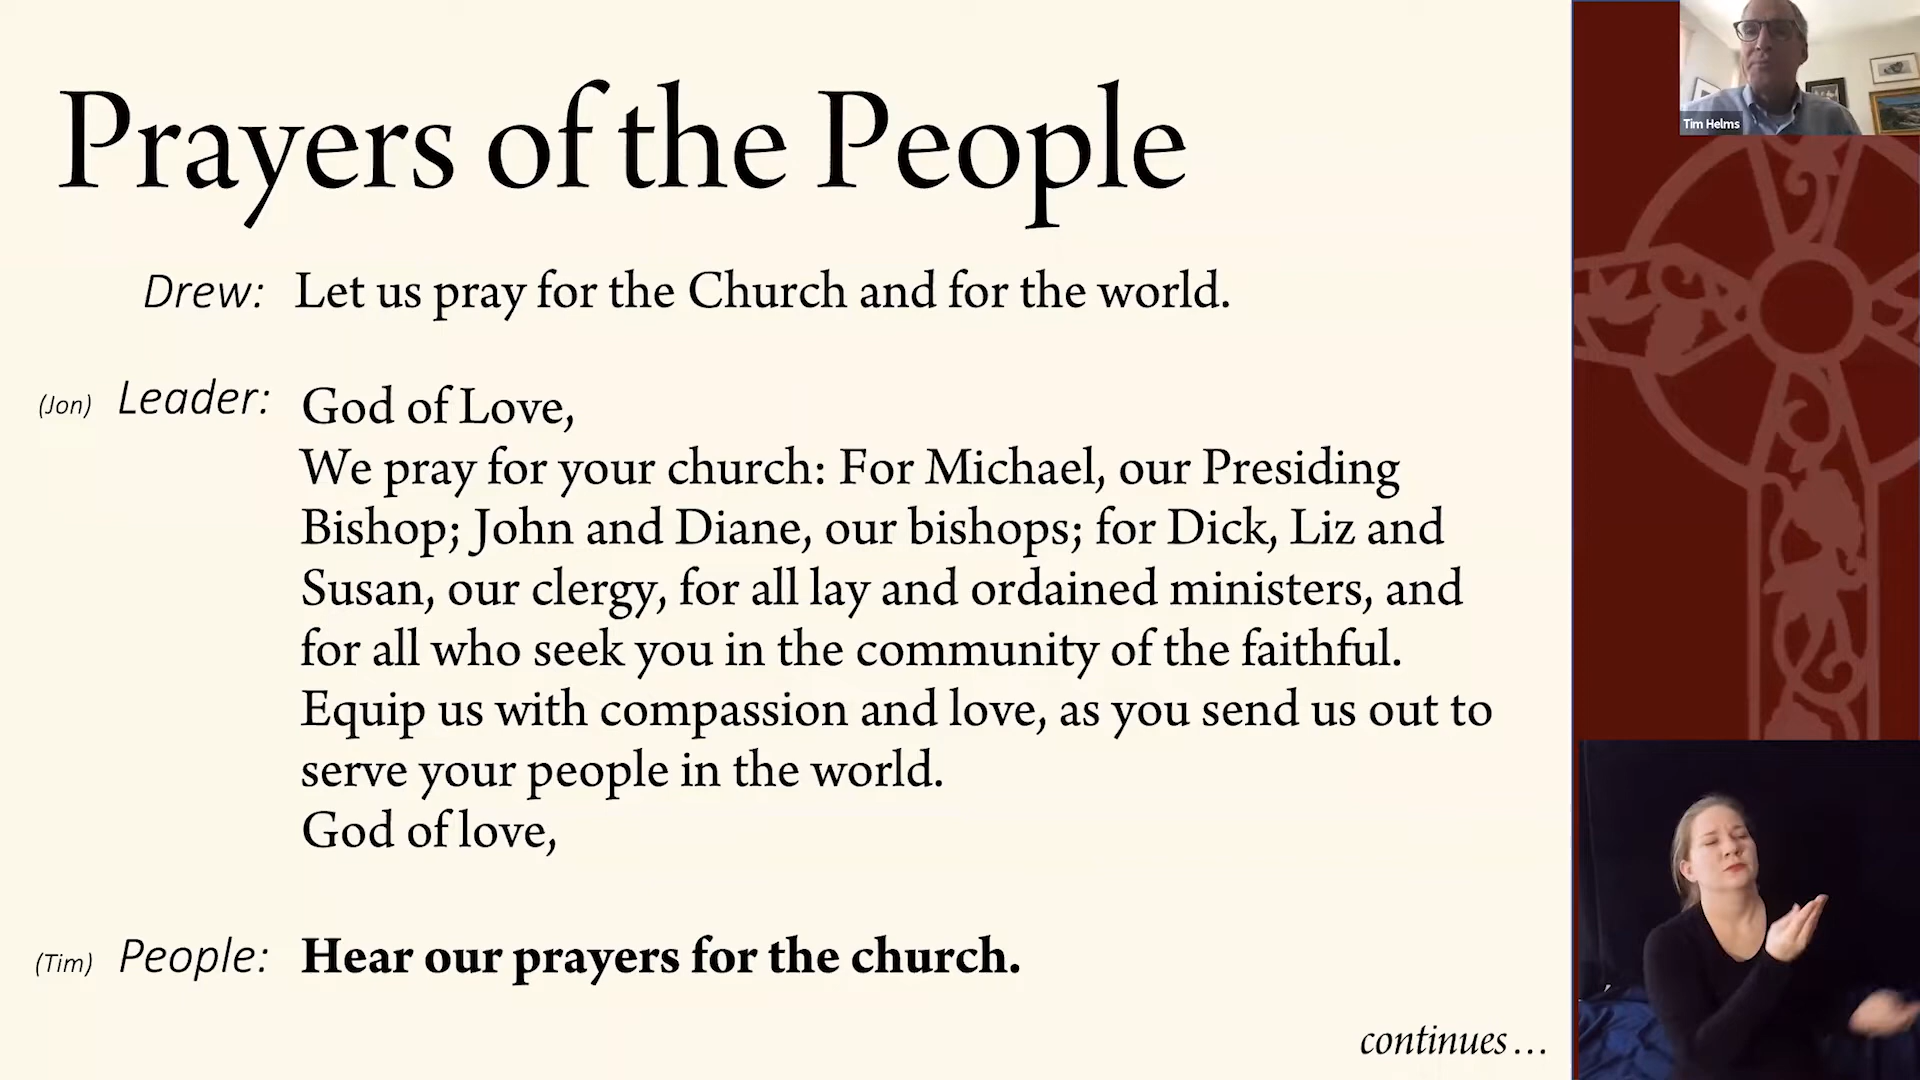 Prayers of the People
Drew: Let us pray for the Church and for the world.
(Jon) Leader: God of Love,
We pray for your church: For Michael, our Presiding
Bishop; John and Diane, our bishops; for Dick, Liz and
Susan, our clergy, for all lay and ordained ministers, and
for all who seek you in the community of the faithful.
Equip us with compassion and love, as you send us out to
serve your people in the world.
God of love,
(Tim) People: Hear our prayers for the church.
continues…
Tim Helms